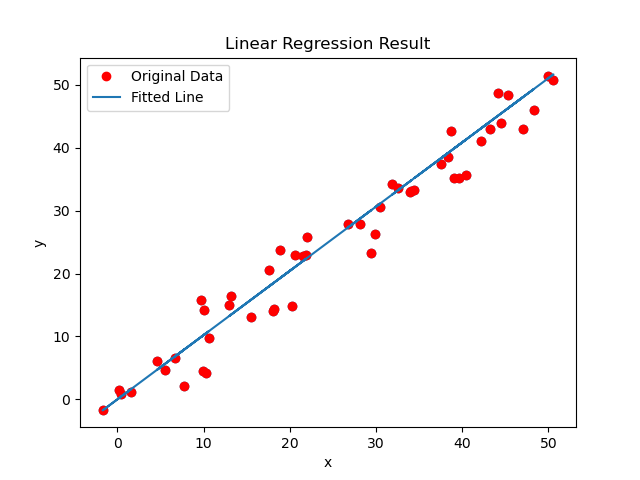 Linear Regression Result
Original Data
Fitted Line
50
40
30
20
10
0
y
0 10 20 30 40 50
x